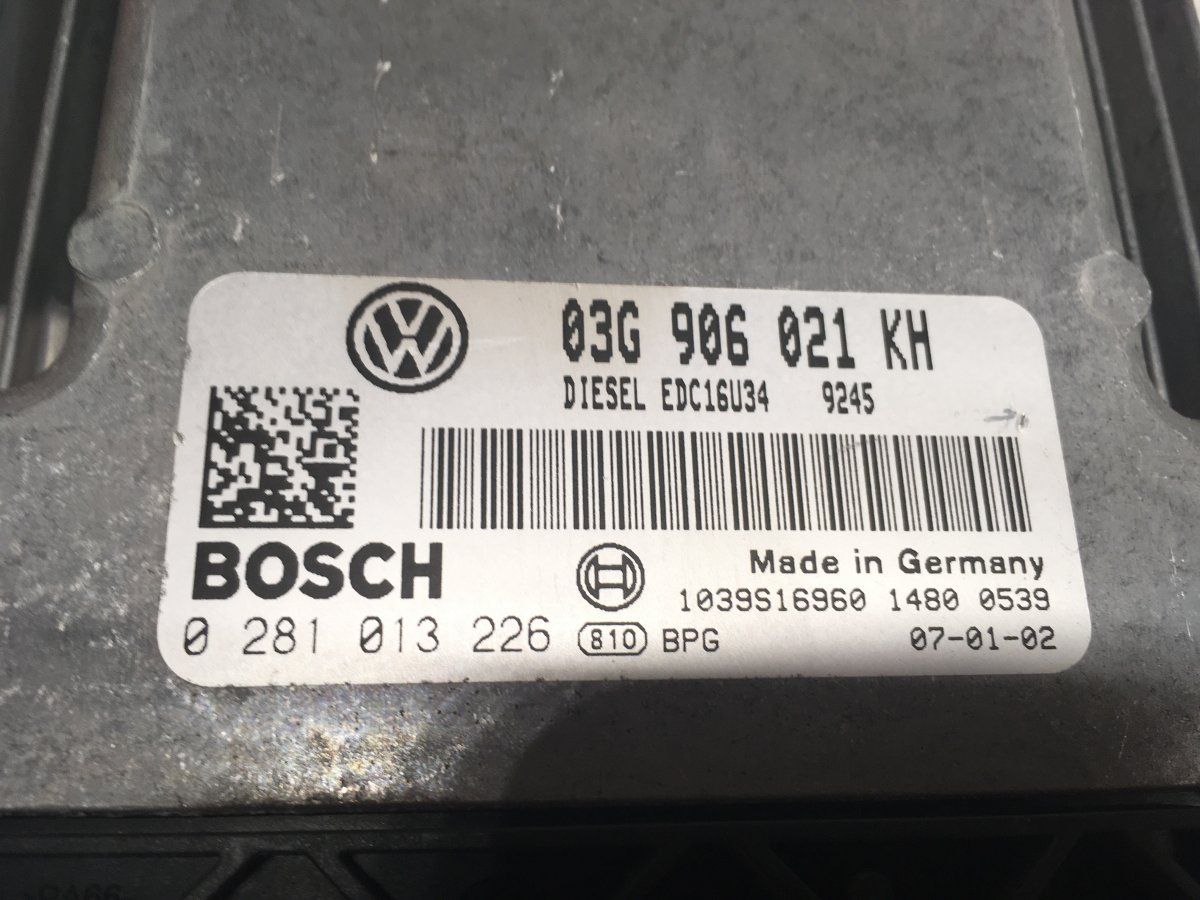 03G 906 021 KH
DIESEL EDC16U34 9245
BOSCH
Made in Germany
1039S16960 1480 0539
0 281 013 226 810 BPG 07-01-02